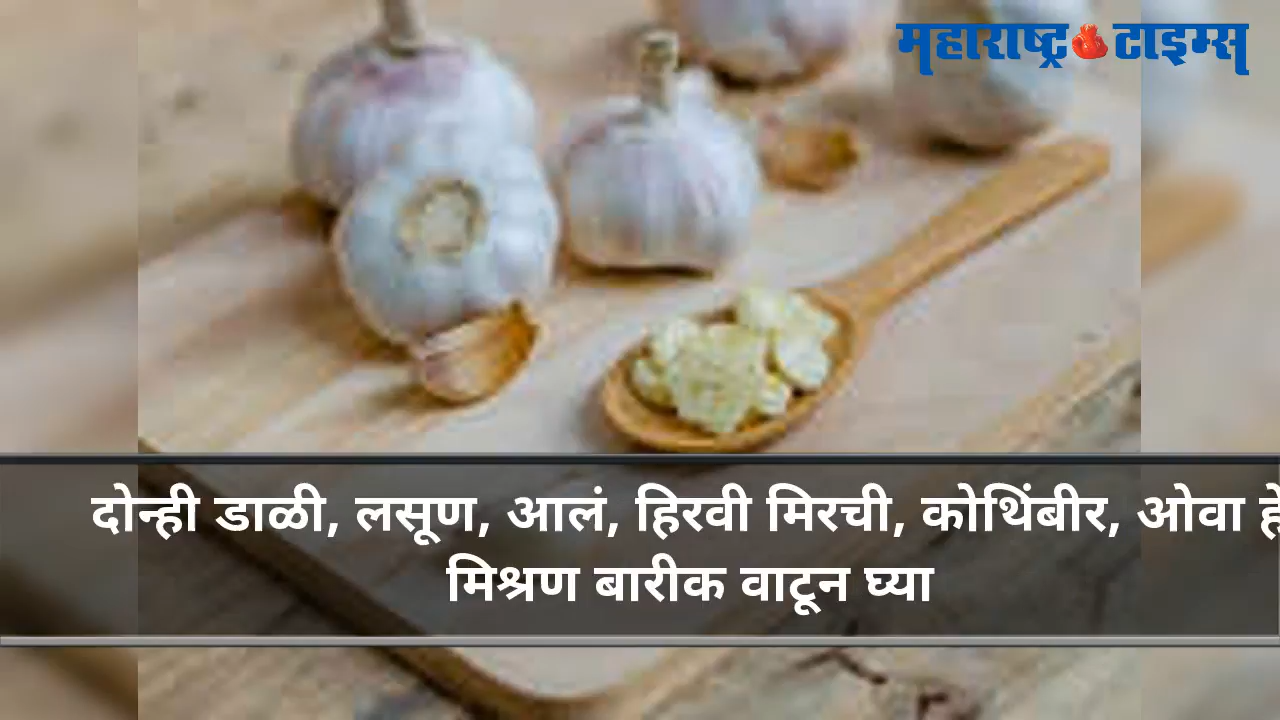 महाराष्ट्र टाइम्स
दोन्ही डाळी, लसूण, आलं, हिरवी मिरची, कोथिंबीर, ओवा हे
मिश्रण बारीक वाटून घ्या